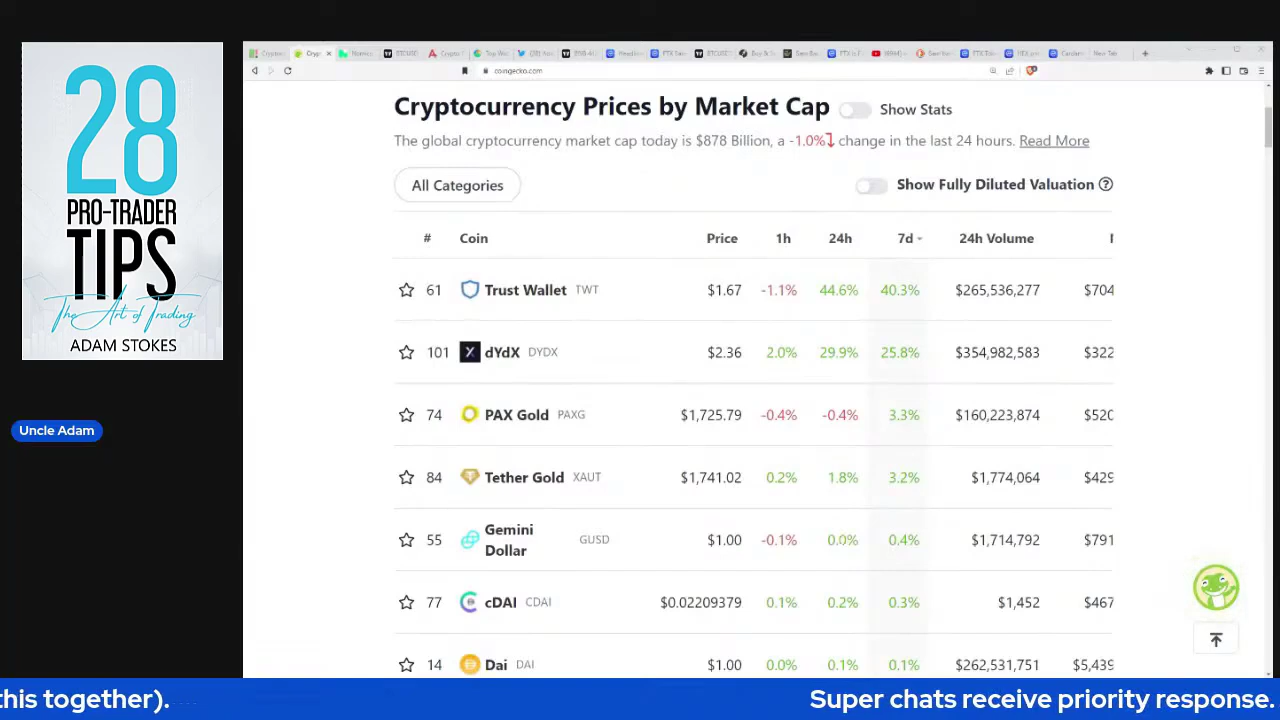 28
PRO-TRADER
TIPS
The Art of Trading
ADAM STOKES
Uncle Adam
coingecko.com
Cryptocurrency Prices by Market Cap
Show Stats
The global cryptocurrency market cap today is $878 Billion, a -1.0% change in the last 24 hours. Read More
All Categories
Show Fully Diluted Valuation
# Coin Price 1h 24h 7d 24h Volume
61 Trust Wallet TWT $1.67 -1.1% 44.6% 40.3% $265,536,277 $704
101 dYdX DYDX $2.36 2.0% 29.9% 25.8% $354,982,583 $322
74 PAX Gold PAXG $1,725.79 -0.4% -0.4% 3.3% $160,223,874 $520
84 Tether Gold XAUT $1,741.02 0.2% 1.8% 3.2% $1,774,064 $429
55 Gemini Dollar GUSD $1.00 -0.1% 0.0% 0.4% $1,714,792 $791
77 cDAI CDAI $0.02209379 0.1% 0.2% 0.3% $1,452 $467
14 Dai DAI $1.00 0.0% 0.1% 0.1% $262,531,751 $5,439
this together). Super chats receive priority response.